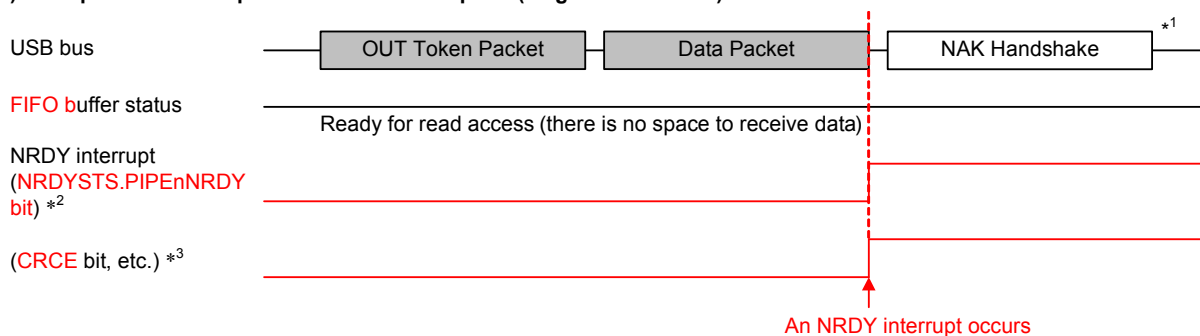 USB bus
OUT Token Packet
Data Packet
NAK Handshake
*1
FIFO buffer status
Ready for read access (there is no space to receive data)
NRDY interrupt
(NRDYSTS.PIPEnNRDY
bit) *2
(CRCE bit, etc.) *3
An NRDY interrupt occurs